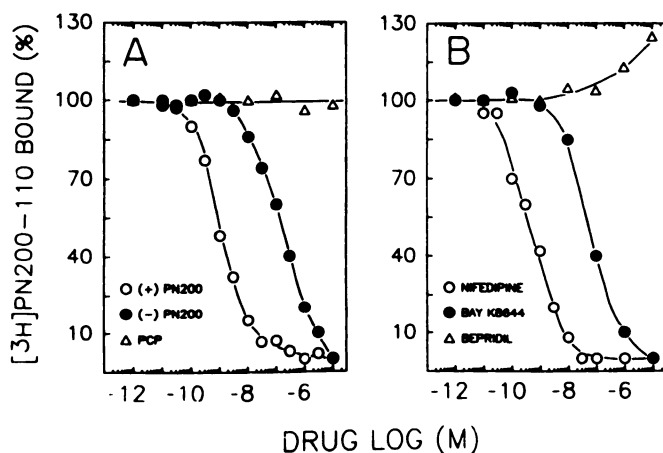 [3H]PN200-110 BOUND (%)
130
100
70
40
10
A
○ (+) PN200
● (-) PN200
△ PCP
B
○ NIFEDIPINE
● BAY K8644
△ BEPRIDIL
-12 -10 -8 -6
-12 -10 -8 -6 -4
DRUG LOG (M)